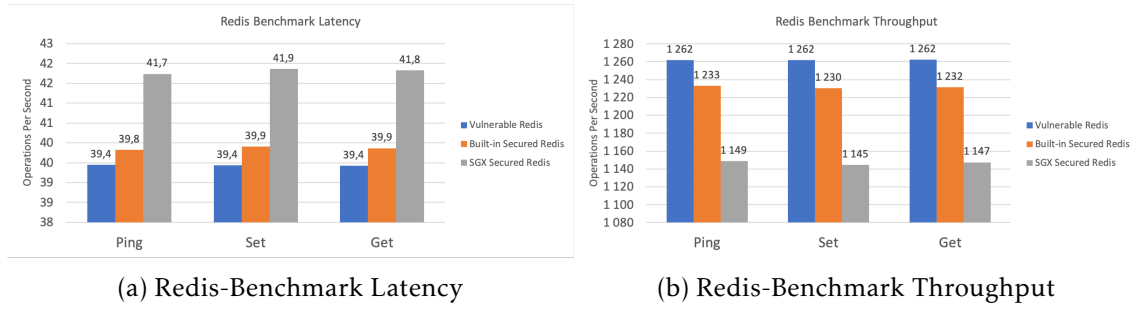 Redis Benchmark Latency
Operations Per Second
43
42
42
41
41
40
40
39
39
38
39,4
39,8
41,7
39,4
39,9
41,9
39,4
39,9
41,8
Ping
Set
Get
Vulnerable Redis
Built-in Secured Redis
SGX Secured Redis
(a) Redis-Benchmark Latency
Redis Benchmark Throughput
Operations Per Second
1 280
1 260
1 240
1 220
1 200
1 180
1 160
1 140
1 120
1 100
1 080
1 262
1 233
1 149
1 262
1 230
1 145
1 262
1 232
1 147
Ping
Set
Get
Vulnerable Redis
Built-in Secured Redis
SGX Secured Redis
(b) Redis-Benchmark Throughput